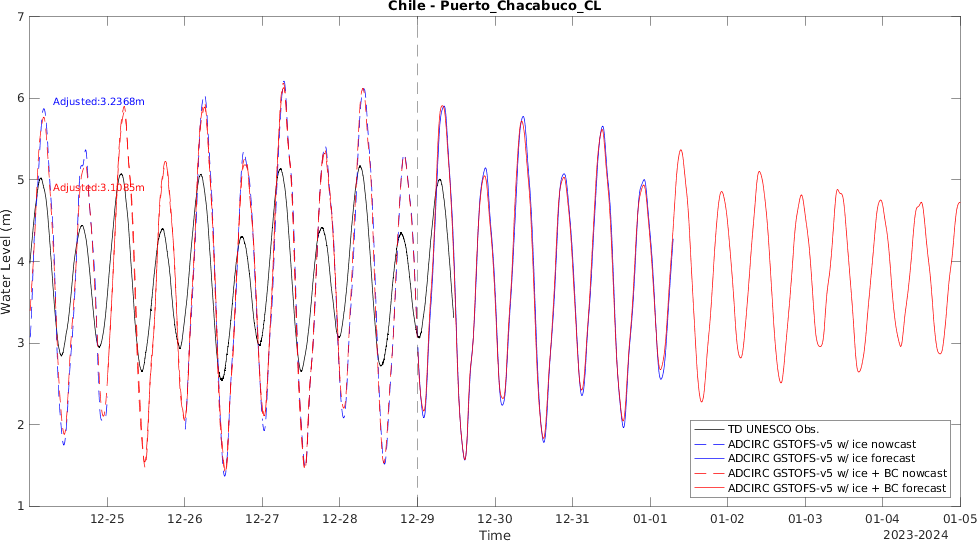 Chile - Puerto_Chacabuco_CL
7
6
5
4
3
2
1
Water Level (m)
Adjusted:3.2368m
Adjusted:3.1085m
TD UNESCO Obs.
ADCIRC GSTOFS-v5 w/ ice nowcast
ADCIRC GSTOFS-v5 w/ ice forecast
ADCIRC GSTOFS-v5 w/ ice + BC nowcast
ADCIRC GSTOFS-v5 w/ ice + BC forecast
12-25 12-26 12-27 12-28 12-29 12-30 12-31 01-01 01-02 01-03 01-04 01-05
Time
2023-2024